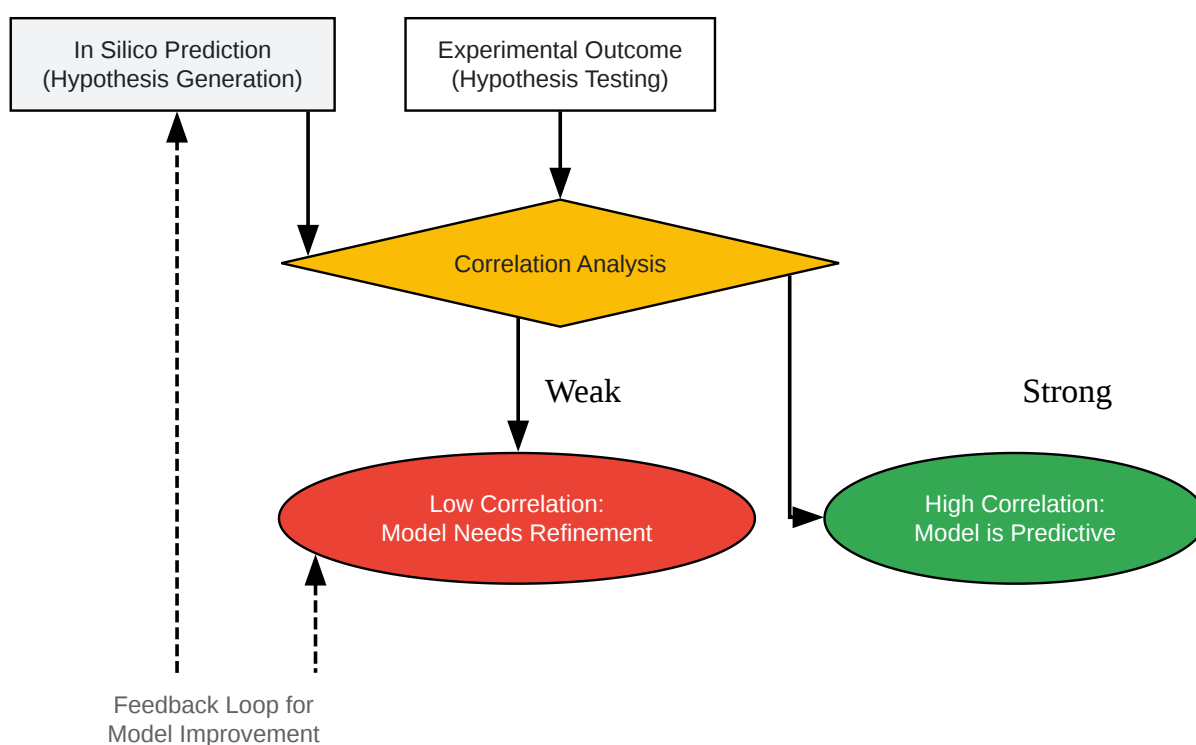 In Silico Prediction
(Hypothesis Generation)
Experimental Outcome
(Hypothesis Testing)
Correlation Analysis
Weak
Strong
Low Correlation:
Model Needs Refinement
High Correlation:
Model is Predictive
Feedback Loop for
Model Improvement